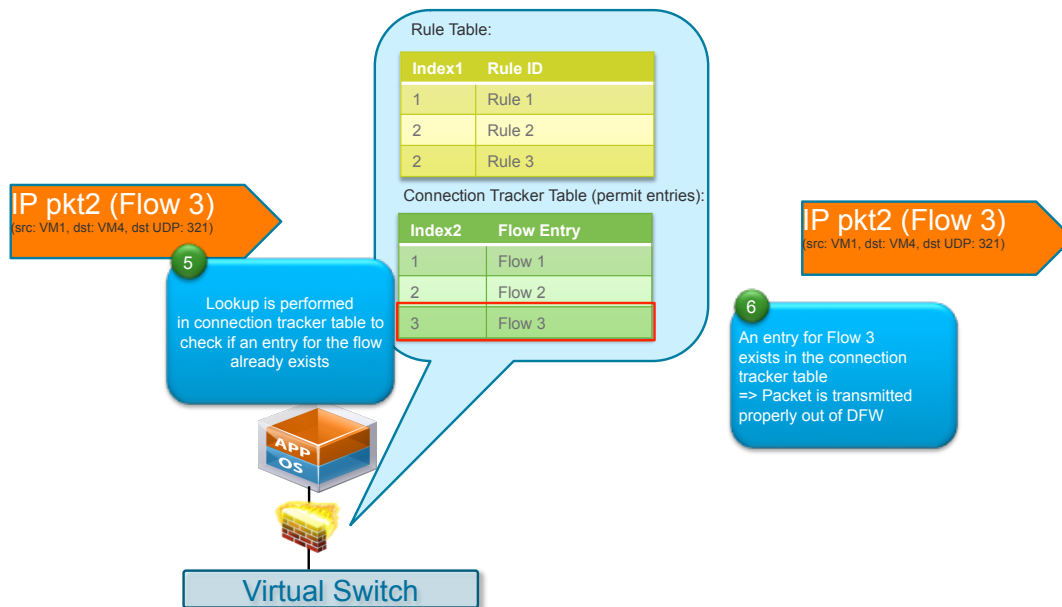 Rule Table:
Index1 Rule ID
1 Rule 1
2 Rule 2
2 Rule 3
Connection Tracker Table (permit entries):
Index2 Flow Entry
1 Flow 1
2 Flow 2
3 Flow 3
IP pkt2 (Flow 3)
(src: VM1, dst: VM4, dst UDP: 321)
5
Lookup is performed
in connection tracker table to
check if an entry for the flow
already exists
IP pkt2 (Flow 3)
(src: VM1, dst: VM4, dst UDP: 321)
6
An entry for Flow 3
exists in the connection
tracker table
=> Packet is transmitted
properly out of DFW
APP
OS
Virtual Switch